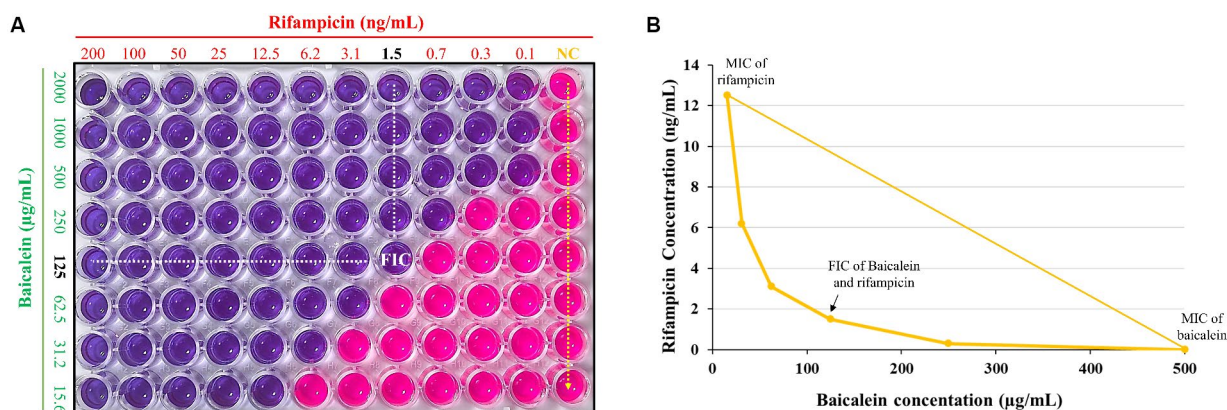 A
Rifampicin (ng/mL)
200 100 50 25 12.5 6.2 3.1 1.5 0.7 0.3 0.1 NC
Baicalein (µg/mL)
2000
1000
500
250
125
62.5
31.2
15.6
FIC
B
MIC of
rifampicin
14
12
10
8
6
4
2
0
Rifampicin Concentration (ng/mL)
FIC of Baicalein
and rifampicin
MIC of
baicalein
0 100 200 300 400 500
Baicalein concentation (µg/mL)